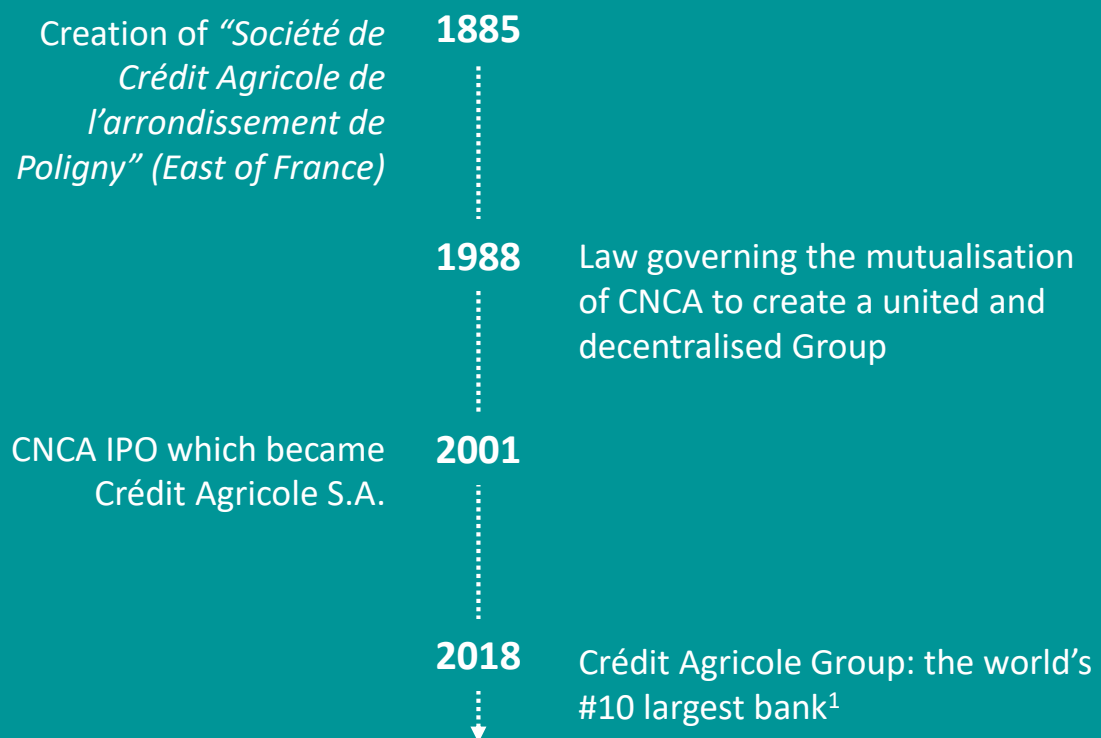 Creation of “Société de
Crédit Agricole de
l’arrondissement de
Poligny” (East of France)
1885
1988
Law governing the mutualisation
of CNCA to create a united and
decentralised Group
CNCA IPO which became
Crédit Agricole S.A.
2001
2018
Crédit Agricole Group: the world’s
#10 largest bank¹